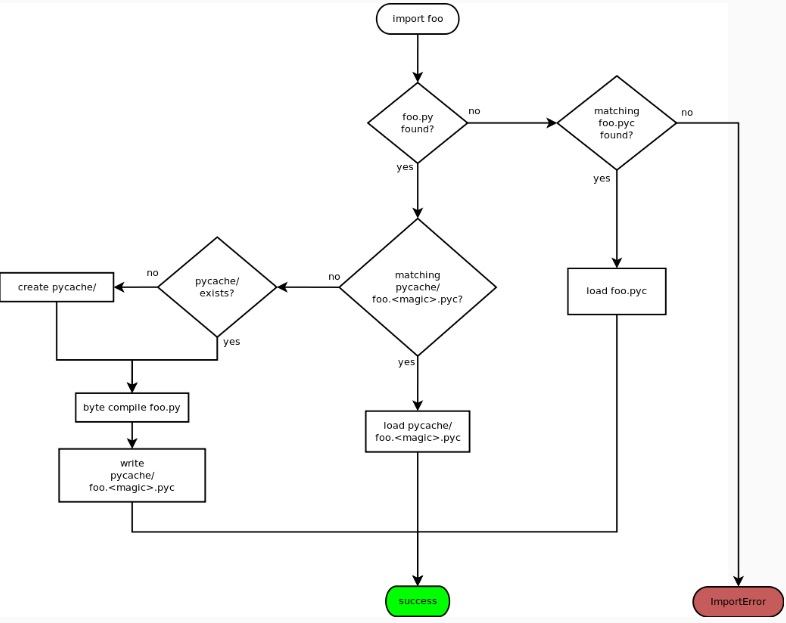 import foo
foo.py
found?
no
matching
foo.pyc
found?
no
yes
yes
matching
pycache/
foo.<magic>.pyc?
no
pycache/
exists?
no
create pycache/
load foo.pyc
yes
yes
byte compile foo.py
load pycache/
foo.<magic>.pyc
write
pycache/
foo.<magic>.pyc
success
ImportError